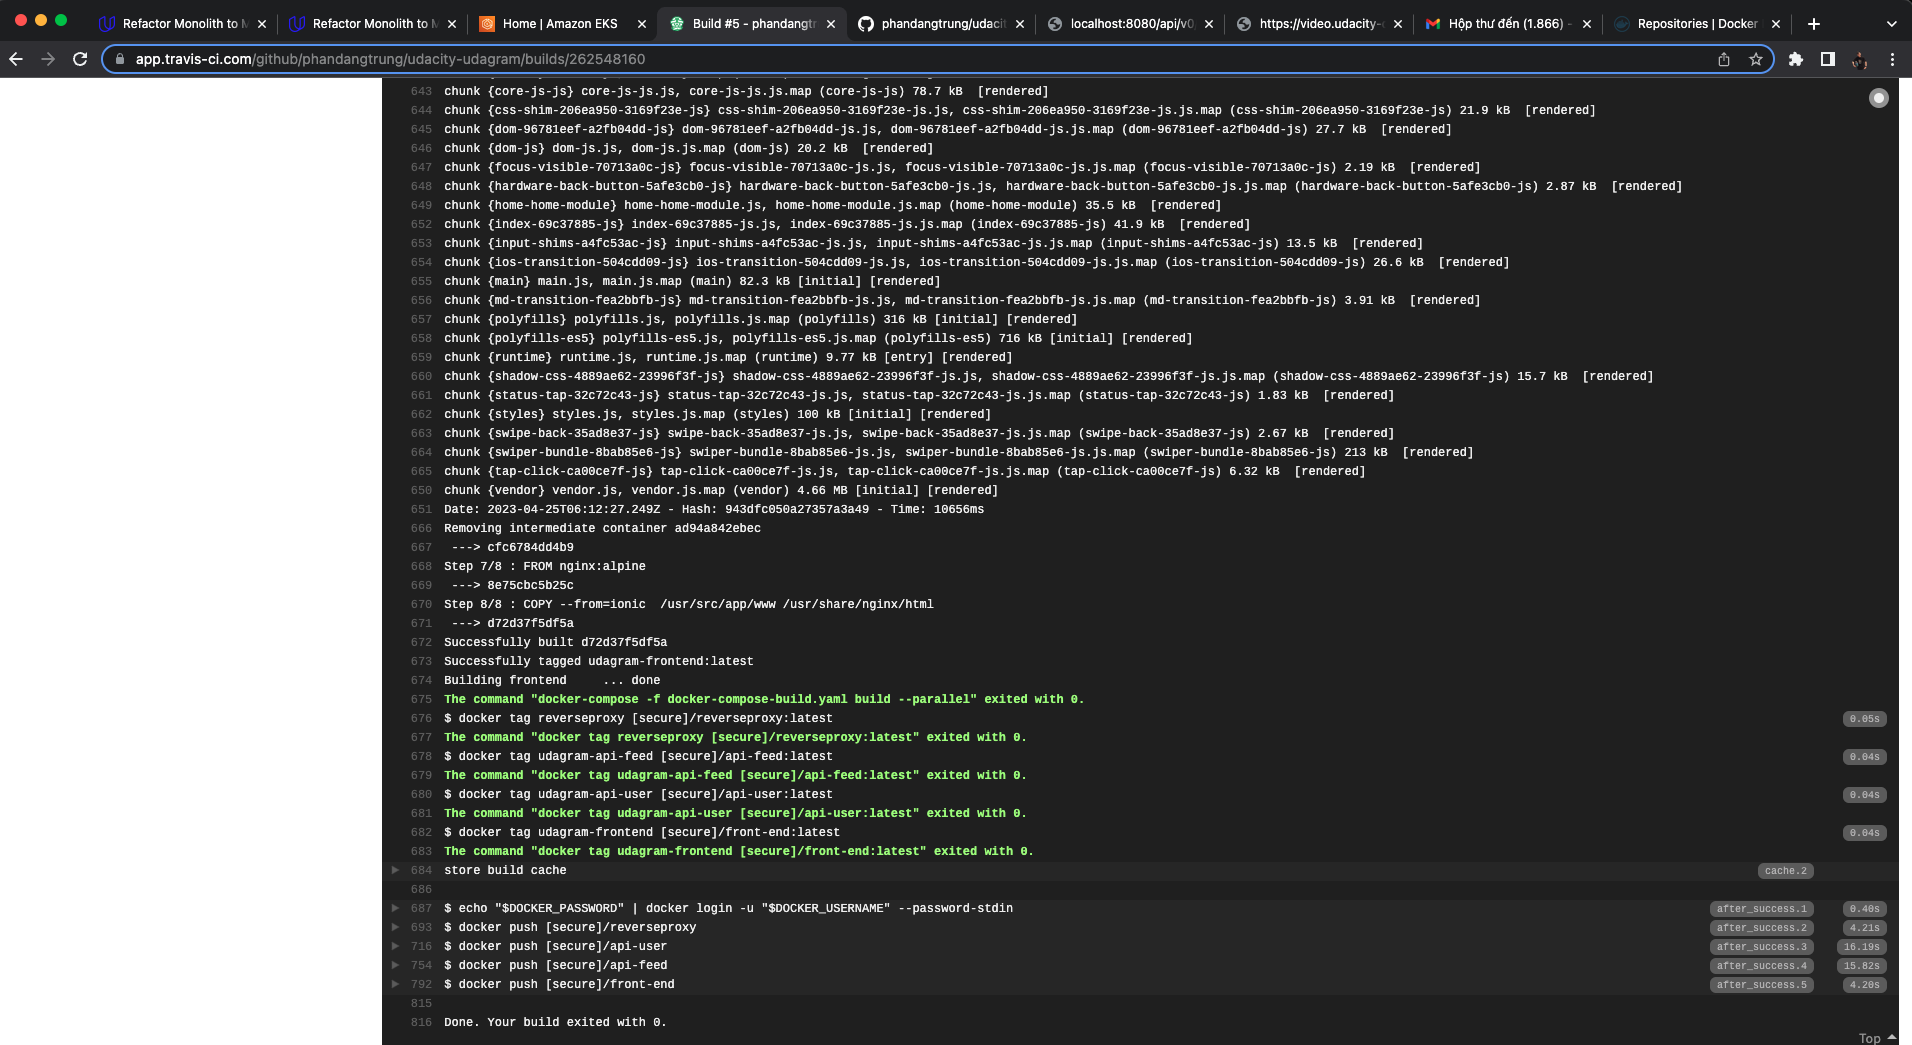 Refactor Monolith to M
Refactor Monolith to M
Home | Amazon EKS
Build #5 - phandangtr
phandangtrung/udacit
localhost:8080/api/v0
https://video.udacity-
Hộp thư đến (1.866) -
Repositories | Docker
app.travis-ci.com/github/phandangtrung/udacity-udagram/builds/262548160
643 chunk {core-js-js} core-js-js.js, core-js-js.js.map (core-js-js) 78.7 kB [rendered]
644 chunk {css-shim-206ea950-3169f23e-js} css-shim-206ea950-3169f23e-js.js, css-shim-206ea950-3169f23e-js.js.map (css-shim-206ea950-3169f23e-js) 21.9 kB [rendered]
645 chunk {dom-96781eef-a2fb04dd-js} dom-96781eef-a2fb04dd-js.js, dom-96781eef-a2fb04dd-js.js.map (dom-96781eef-a2fb04dd-js) 27.7 kB [rendered]
646 chunk {dom-js} dom-js.js, dom-js.js.map (dom-js) 20.2 kB [rendered]
647 chunk {focus-visible-70713a0c-js} focus-visible-70713a0c-js.js, focus-visible-70713a0c-js.js.map (focus-visible-70713a0c-js) 2.19 kB [rendered]
648 chunk {hardware-back-button-5afe3cb0-js} hardware-back-button-5afe3cb0-js.js, hardware-back-button-5afe3cb0-js.js.map (hardware-back-button-5afe3cb0-js) 2.87 kB [rendered]
649 chunk {home-home-module} home-home-module.js, home-home-module.js.map (home-home-module) 35.5 kB [rendered]
652 chunk {index-69c37885-js} index-69c37885-js.js, index-69c37885-js.js.map (index-69c37885-js) 41.9 kB [rendered]
653 chunk {input-shims-a4fc53ac-js} input-shims-a4fc53ac-js.js, input-shims-a4fc53ac-js.js.map (input-shims-a4fc53ac-js) 13.5 kB [rendered]
654 chunk {ios-transition-504cdd09-js} ios-transition-504cdd09-js.js, ios-transition-504cdd09-js.js.map (ios-transition-504cdd09-js) 26.6 kB [rendered]
655 chunk {main} main.js, main.js.map (main) 82.3 kB [initial] [rendered]
656 chunk {md-transition-fea2bbfb-js} md-transition-fea2bbfb-js.js, md-transition-fea2bbfb-js.js.map (md-transition-fea2bbfb-js) 3.91 kB [rendered]
657 chunk {polyfills} polyfills.js, polyfills.js.map (polyfills) 316 kB [initial] [rendered]
658 chunk {polyfills-es5} polyfills-es5.js, polyfills-es5.js.map (polyfills-es5) 716 kB [initial] [rendered]
659 chunk {runtime} runtime.js, runtime.js.map (runtime) 9.77 kB [entry] [rendered]
660 chunk {shadow-css-4889ae62-23996f3f-js} shadow-css-4889ae62-23996f3f-js.js, shadow-css-4889ae62-23996f3f-js.js.map (shadow-css-4889ae62-23996f3f-js) 15.7 kB [rendered]
661 chunk {status-tap-32c72c43-js} status-tap-32c72c43-js.js, status-tap-32c72c43-js.js.map (status-tap-32c72c43-js) 1.83 kB [rendered]
662 chunk {styles} styles.js, styles.js.map (styles) 100 kB [initial] [rendered]
663 chunk {swipe-back-35ad8e37-js} swipe-back-35ad8e37-js.js, swipe-back-35ad8e37-js.js.map (swipe-back-35ad8e37-js) 2.67 kB [rendered]
664 chunk {swiper-bundle-8bab85e6-js} swiper-bundle-8bab85e6-js.js, swiper-bundle-8bab85e6-js.js.map (swiper-bundle-8bab85e6-js) 213 kB [rendered]
665 chunk {tap-click-ca00ce7f-js} tap-click-ca00ce7f-js.js, tap-click-ca00ce7f-js.js.map (tap-click-ca00ce7f-js) 6.32 kB [rendered]
650 chunk {vendor} vendor.js, vendor.js.map (vendor) 4.66 MB [initial] [rendered]
651 Date: 2023-04-25T06:12:27.249Z - Hash: 943dfc050a27357a3a49 - Time: 10656ms
666 Removing intermediate container ad94a842ebec
667 ---> cfc6784dd4b9
668 Step 7/8 : FROM nginx:alpine
669 ---> 8e75cbc5b25c
670 Step 8/8 : COPY --from=ionic /usr/src/app/www /usr/share/nginx/html
671 ---> d72d37f5df5a
672 Successfully built d72d37f5df5a
673 Successfully tagged udagram-frontend:latest
674 Building frontend ... done
675 The command "docker-compose -f docker-compose-build.yaml build --parallel" exited with 0.
676 $ docker tag reverseproxy [secure]/reverseproxy:latest 0.05s
677 The command "docker tag reverseproxy [secure]/reverseproxy:latest" exited with 0.
678 $ docker tag udagram-api-feed [secure]/api-feed:latest 0.04s
679 The command "docker tag udagram-api-feed [secure]/api-feed:latest" exited with 0.
680 $ docker tag udagram-api-user [secure]/api-user:latest 0.04s
681 The command "docker tag udagram-api-user [secure]/api-user:latest" exited with 0.
682 $ docker tag udagram-frontend [secure]/front-end:latest 0.04s
683 The command "docker tag udagram-frontend [secure]/front-end:latest" exited with 0.
684 store build cache cache.2
686
687 $ echo "$DOCKER_PASSWORD" | docker login -u "$DOCKER_USERNAME" --password-stdin after_success.1 0.40s
693 $ docker push [secure]/reverseproxy after_success.2 4.21s
716 $ docker push [secure]/api-user after_success.3 16.19s
754 $ docker push [secure]/api-feed after_success.4 15.82s
792 $ docker push [secure]/front-end after_success.5 4.20s
815
816 Done. Your build exited with 0.
Top